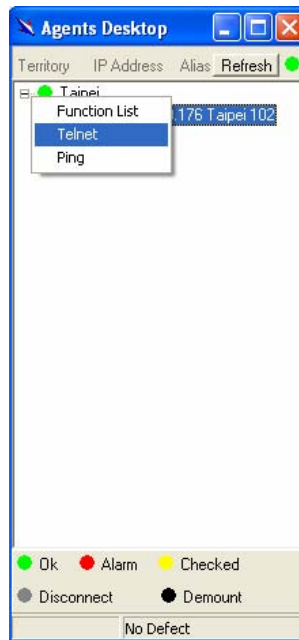 Agents Desktop
Territory IP Address Alias Refresh
Taipei
Function List
.176 Taipei 102
Telnet
Ping
Ok Alarm Checked
Disconnect Demount
No Defect